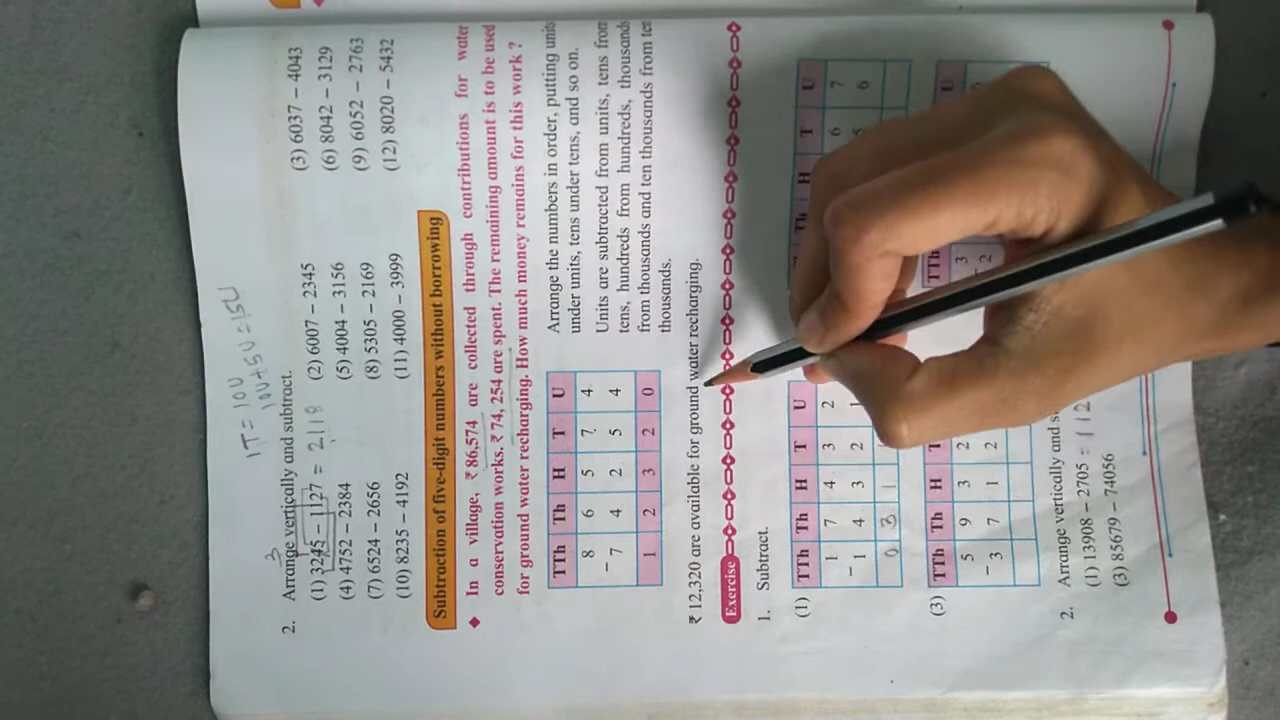 1T = 10U
10U+5U=15U
2. Arrange vertically and subtract.
3
(1) 3245 – 1127 = 2118 (2) 6007 – 2345 (3) 6037 – 4043
(4) 4752 – 2384 (5) 4004 – 3156 (6) 8042 – 3129
(7) 6524 – 2656 (8) 5305 – 2169 (9) 6052 – 2763
(10) 8235 – 4192 (11) 4000 – 3999 (12) 8020 – 5432
Subtraction of five-digit numbers without borrowing
◆ In a village, ₹ 86,574 are collected through contributions for water
conservation works. ₹ 74, 254 are spent. The remaining amount is to be used
for ground water recharging. How much money remains for this work ?
TTh Th H T U
8 6 5 7 4
– 7 4 2 5 4
1 2 3 2 0
Arrange the numbers in order, putting units
under units, tens under tens, and so on.
Units are subtracted from units, tens from
tens, hundreds from hundreds, thousands
from thousands and ten thousands from ten
thousands.
₹ 12,320 are available for ground water recharging.
Exercise
1. Subtract.
(1) TTh Th H T U
1 7 4 3 2
– 1 4 3 2 1
0 3 1
Th H T U
6 7
5 6
(3) TTh Th H T
5 9 3 2
– 3 7 1 2
TTh U
3
– 2
2. Arrange vertically and
(1) 13908 – 2705 = 112
(3) 85679 – 74056